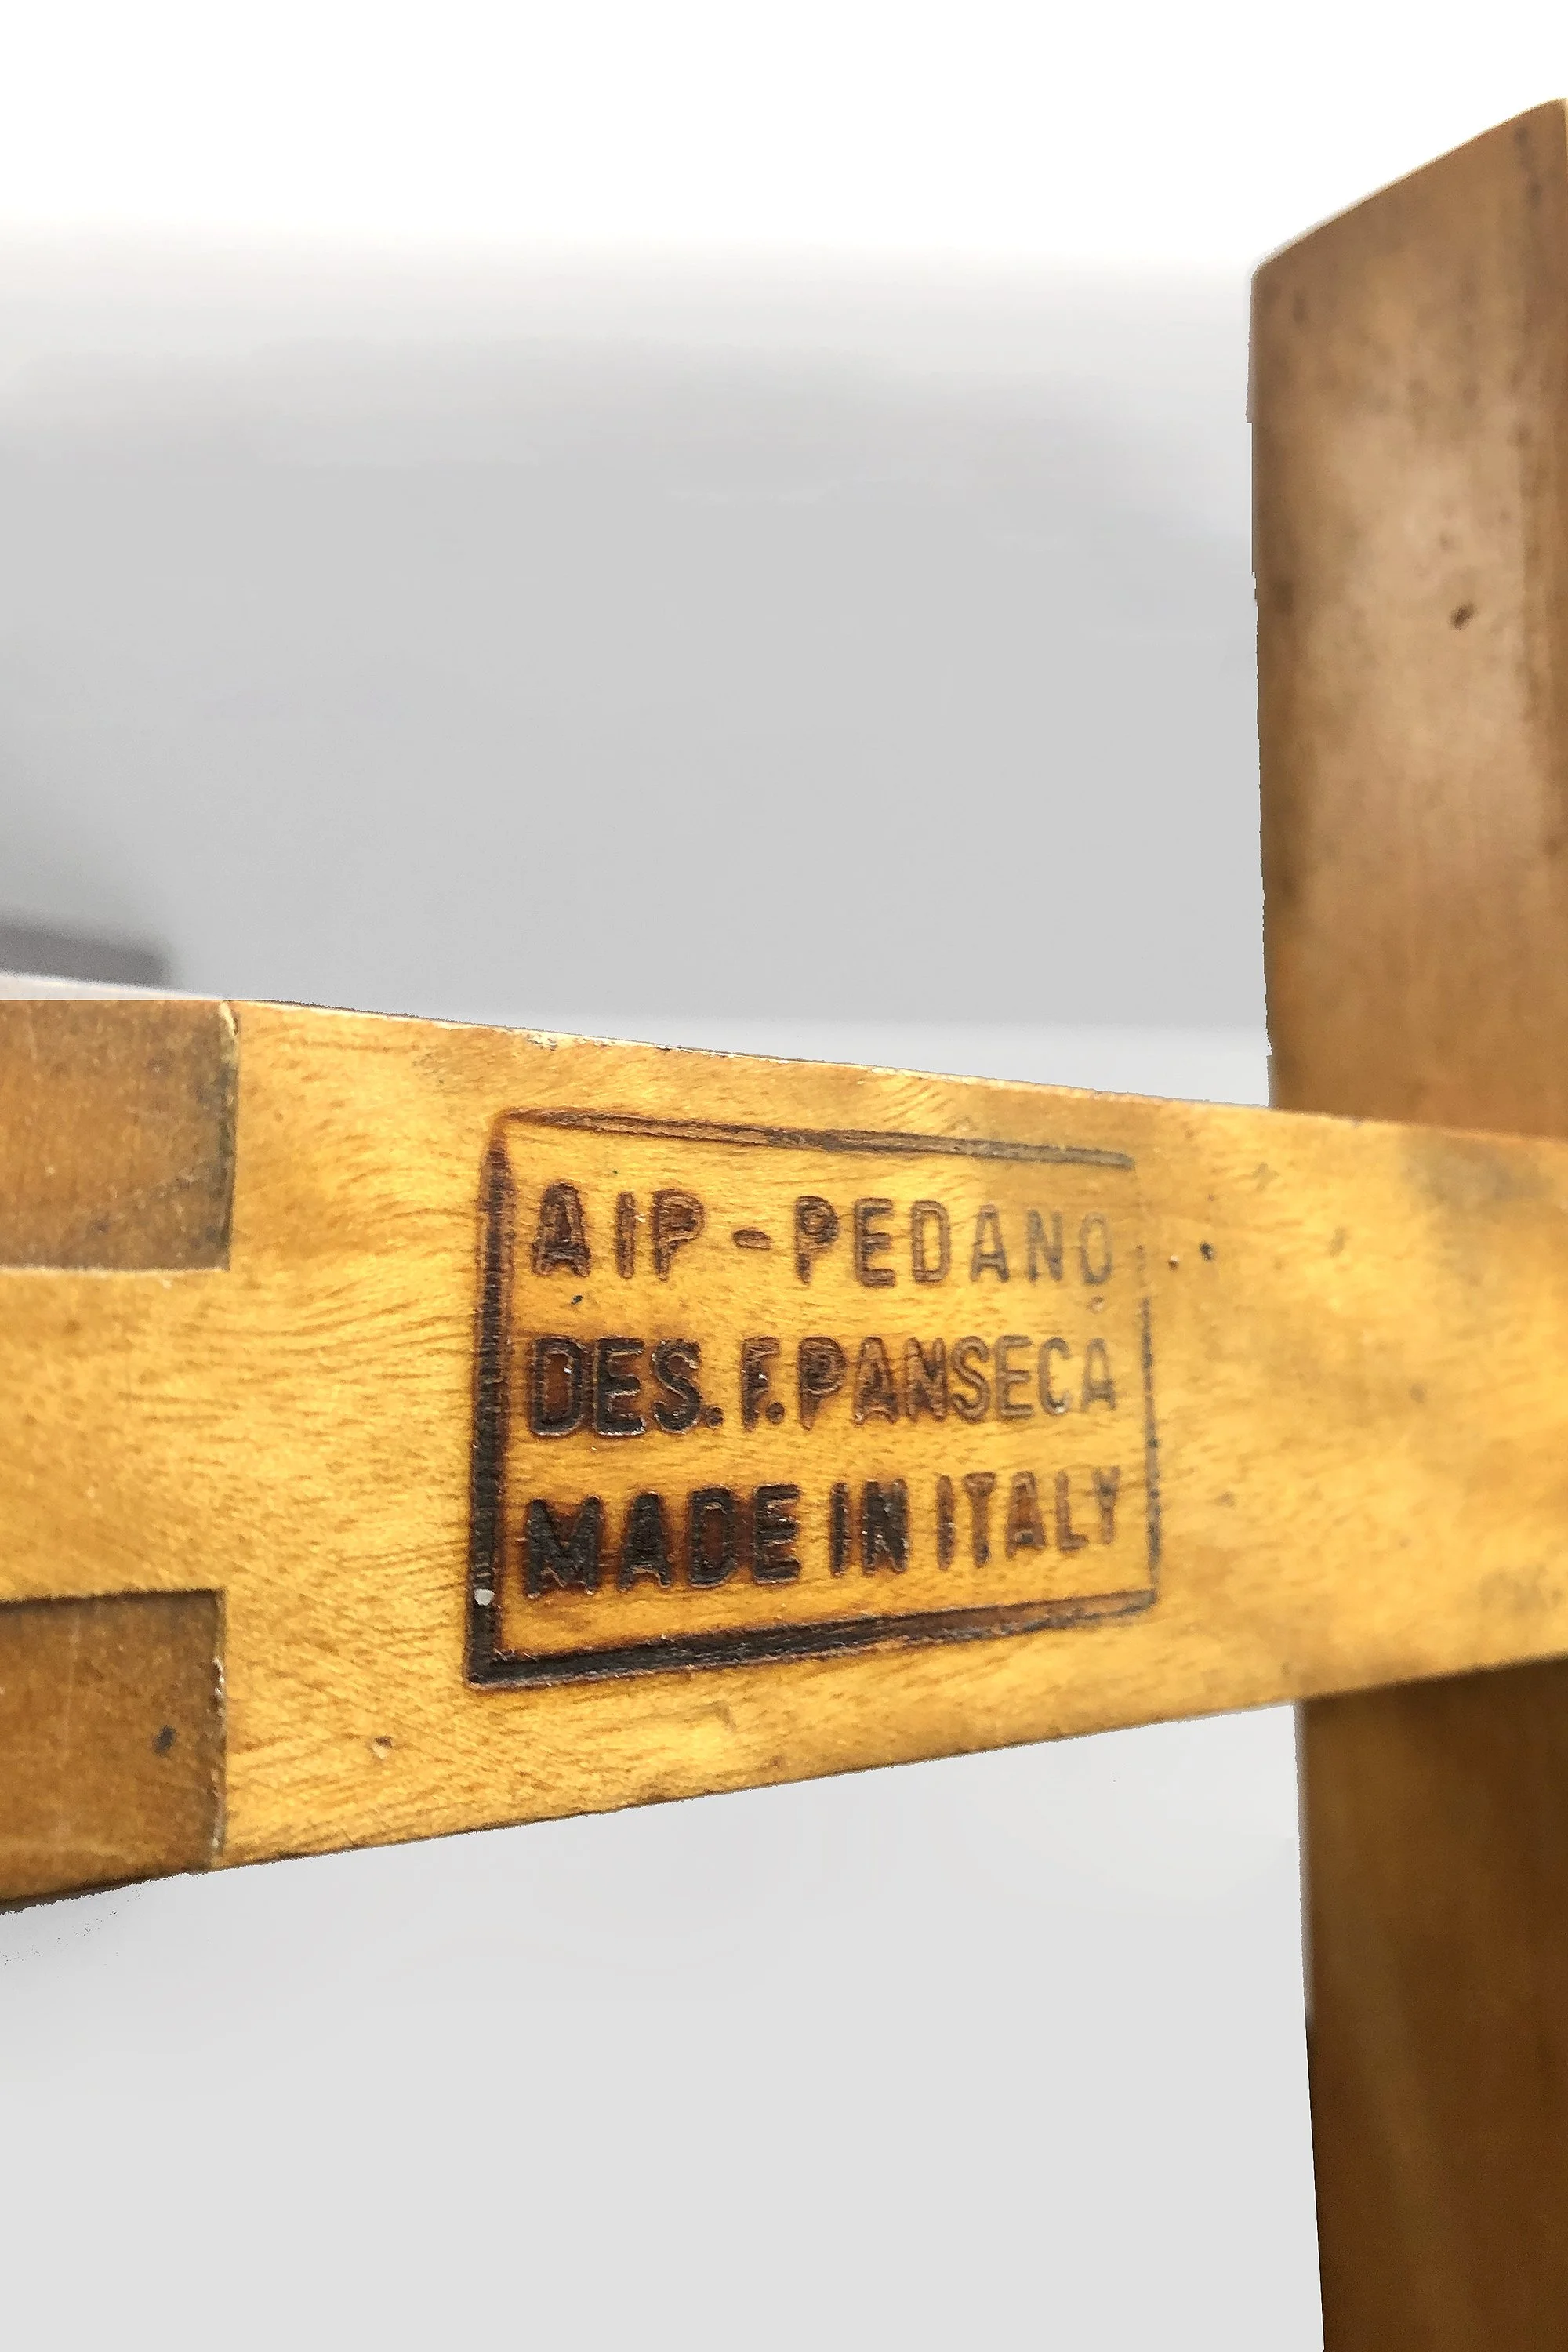 AIP-PEDANO
DES. F. PANSECA
MADE IN ITALY